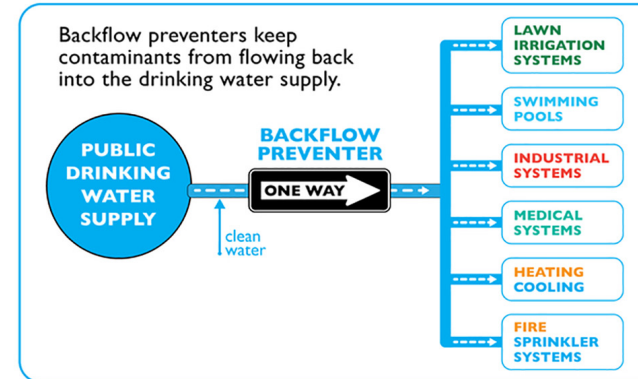 Backflow preventers keep
contaminants from flowing back
into the drinking water supply.
PUBLIC
DRINKING
WATER
SUPPLY
clean
water
BACKFLOW
PREVENTER
ONE WAY
LAWN
IRRIGATION
SYSTEMS
SWIMMING
POOLS
INDUSTRIAL
SYSTEMS
MEDICAL
SYSTEMS
HEATING
COOLING
FIRE
SPRINKLER
SYSTEMS